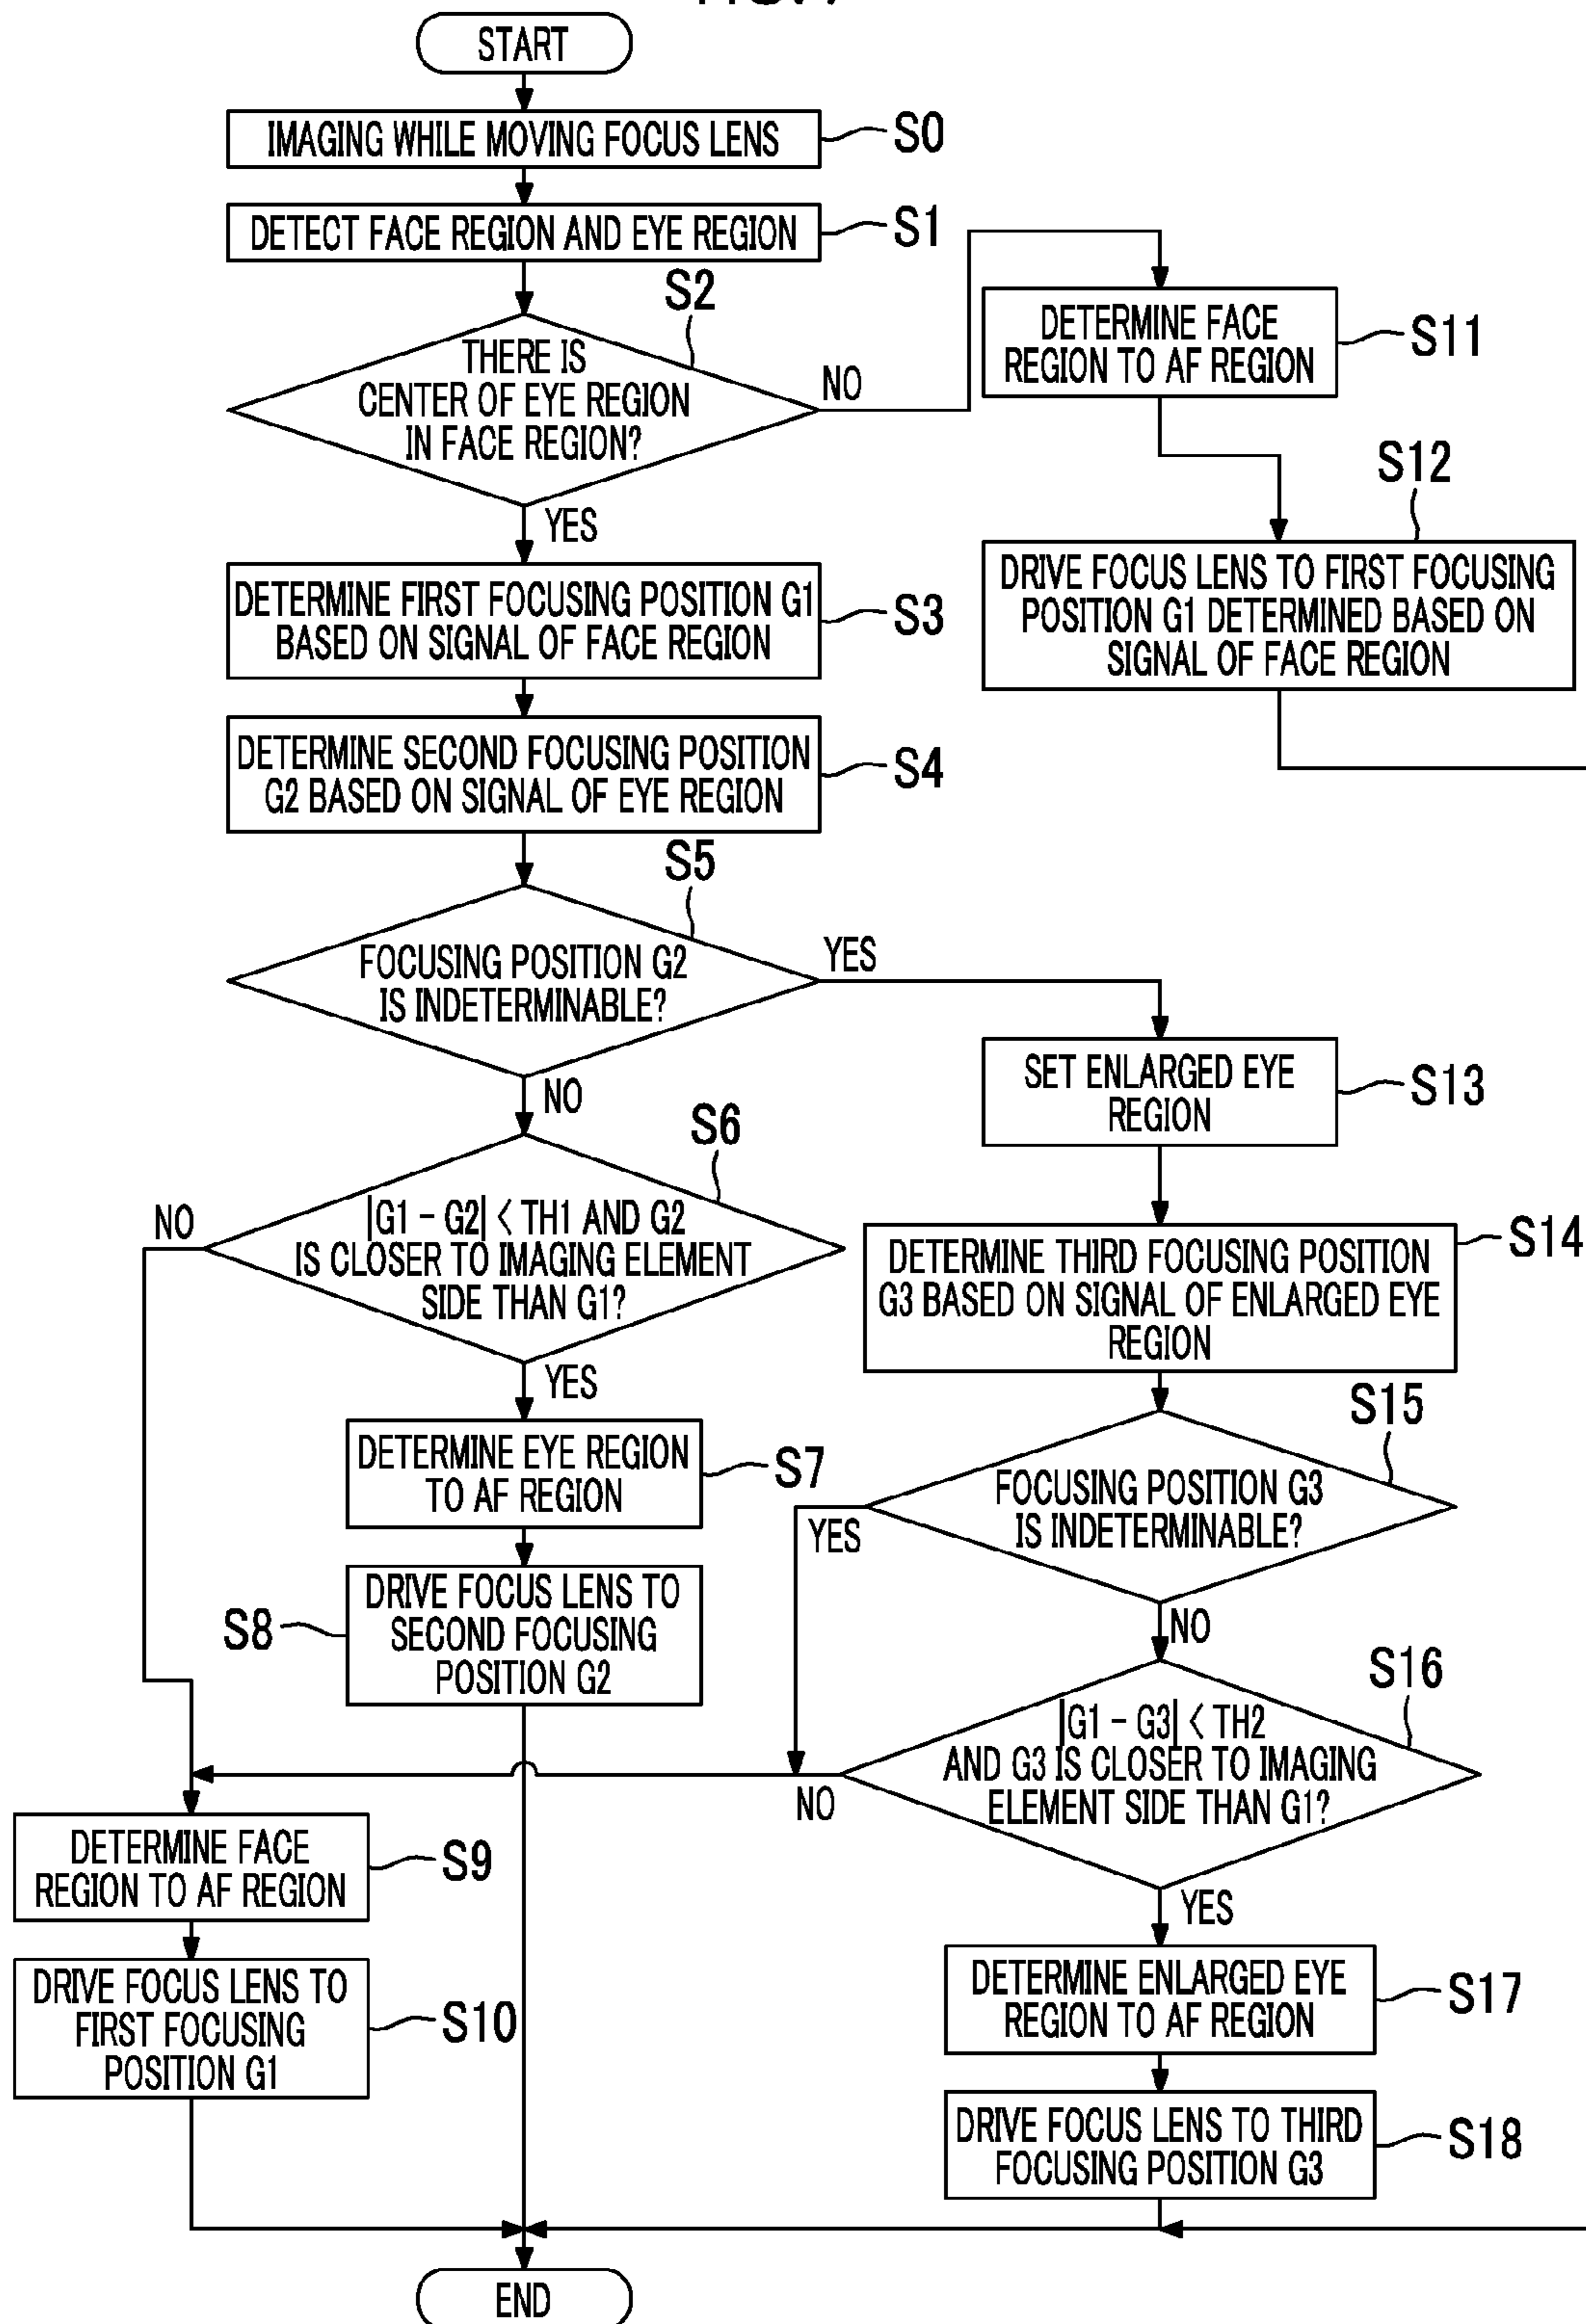 START
IMAGING WHILE MOVING FOCUS LENS
S0
DETECT FACE REGION AND EYE REGION
S1
S2
THERE IS
CENTER OF EYE REGION
IN FACE REGION?
NO
YES
DETERMINE FACE
REGION TO AF REGION
S11
S12
DRIVE FOCUS LENS TO FIRST FOCUSING
POSITION G1 DETERMINED BASED ON
SIGNAL OF FACE REGION
DETERMINE FIRST FOCUSING POSITION G1
BASED ON SIGNAL OF FACE REGION
S3
DETERMINE SECOND FOCUSING POSITION
G2 BASED ON SIGNAL OF EYE REGION
S4
S5
FOCUSING POSITION G2
IS INDETERMINABLE?
YES
NO
SET ENLARGED EYE
REGION
S13
S6
|G1 - G2| < TH1 AND G2
IS CLOSER TO IMAGING ELEMENT
SIDE THAN G1?
NO
YES
DETERMINE THIRD FOCUSING POSITION
G3 BASED ON SIGNAL OF ENLARGED EYE
REGION
S14
DETERMINE EYE REGION
TO AF REGION
S7
S15
FOCUSING POSITION G3
IS INDETERMINABLE?
YES
NO
DRIVE FOCUS LENS TO
SECOND FOCUSING
POSITION G2
S8
S16
|G1 - G3| < TH2
AND G3 IS CLOSER TO IMAGING
ELEMENT SIDE THAN G1?
NO
YES
DETERMINE FACE
REGION TO AF REGION
S9
DRIVE FOCUS LENS TO
FIRST FOCUSING
POSITION G1
S10
DETERMINE ENLARGED EYE
REGION TO AF REGION
S17
DRIVE FOCUS LENS TO THIRD
FOCUSING POSITION G3
S18
END